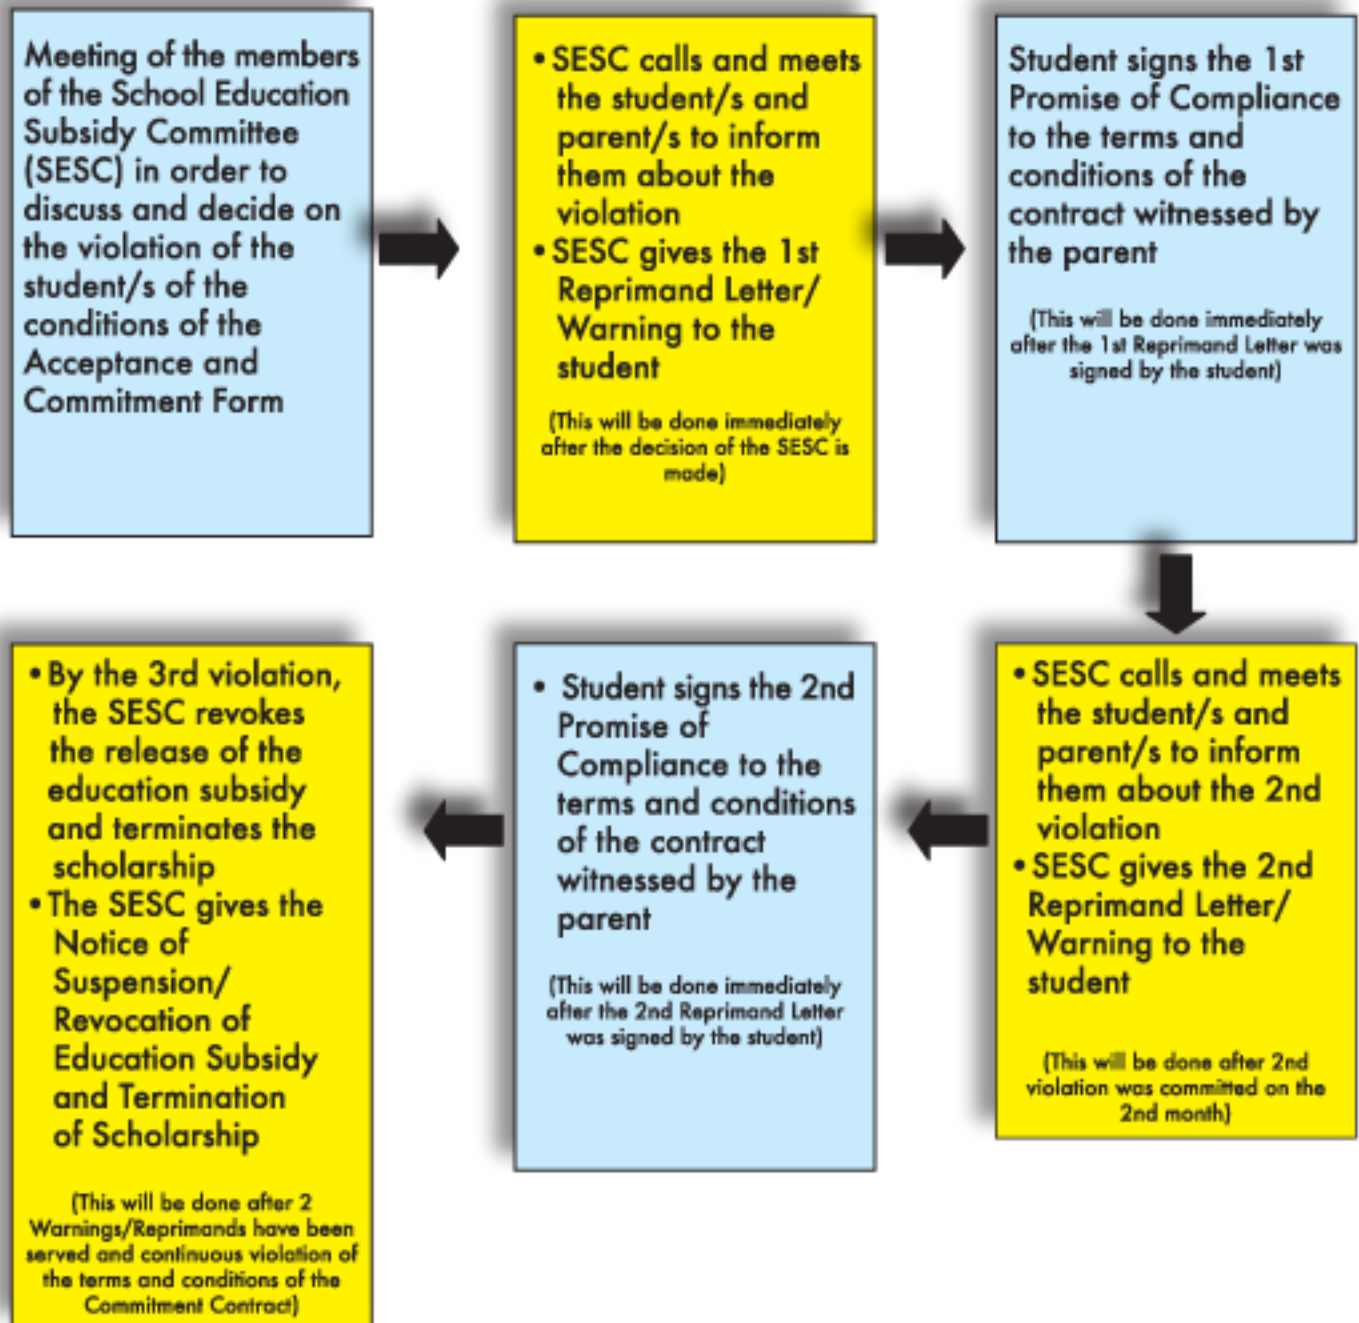 Meeting of the members
of the School Education
Subsidy Committee
(SESC) in order to
discuss and decide on
the violation of the
student/s of the
conditions of the
Acceptance and
Commitment Form
• SESC calls and meets
the student/s and
parent/s to inform
them about the
violation
• SESC gives the 1st
Reprimand Letter/
Warning to the
student
(This will be done immediately
after the decision of the SESC is
made)
Student signs the 1st
Promise of Compliance
to the terms and
conditions of the
contract witnessed by
the parent
(This will be done immediately
after the 1st Reprimand Letter was
signed by the student)
• SESC calls and meets
the student/s and
parent/s to inform
them about the 2nd
violation
• SESC gives the 2nd
Reprimand Letter/
Warning to the
student
(This will be done after 2nd
violation was committed on the
2nd month)
• Student signs the 2nd
Promise of
Compliance to the
terms and conditions
of the contract
witnessed by the
parent
(This will be done immediately
after the 2nd Reprimand Letter
was signed by the student)
• By the 3rd violation,
the SESC revokes
the release of the
education subsidy
and terminates the
scholarship
• The SESC gives the
Notice of
Suspension/
Revocation of
Education Subsidy
and Termination
of Scholarship
(This will be done after 2
Warnings/Reprimands have been
served and continuous violation of
the terms and conditions of the
Commitment Contract)